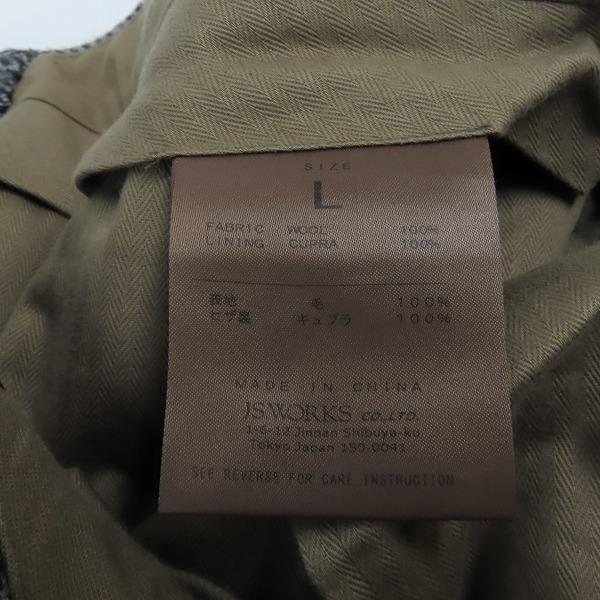 SIZE
L
FABRIC WOOL 100%
LINING CUPRA 100%
表地 毛 100%
ヒザ裏 キュプラ 100%
MADE IN CHINA
JS WORKS CO.,LTD.
1-6-12 Jinnan Shibuya-ku
Tokyo Japan 150-0041
SEE REVERSE FOR CARE INSTRUCTION